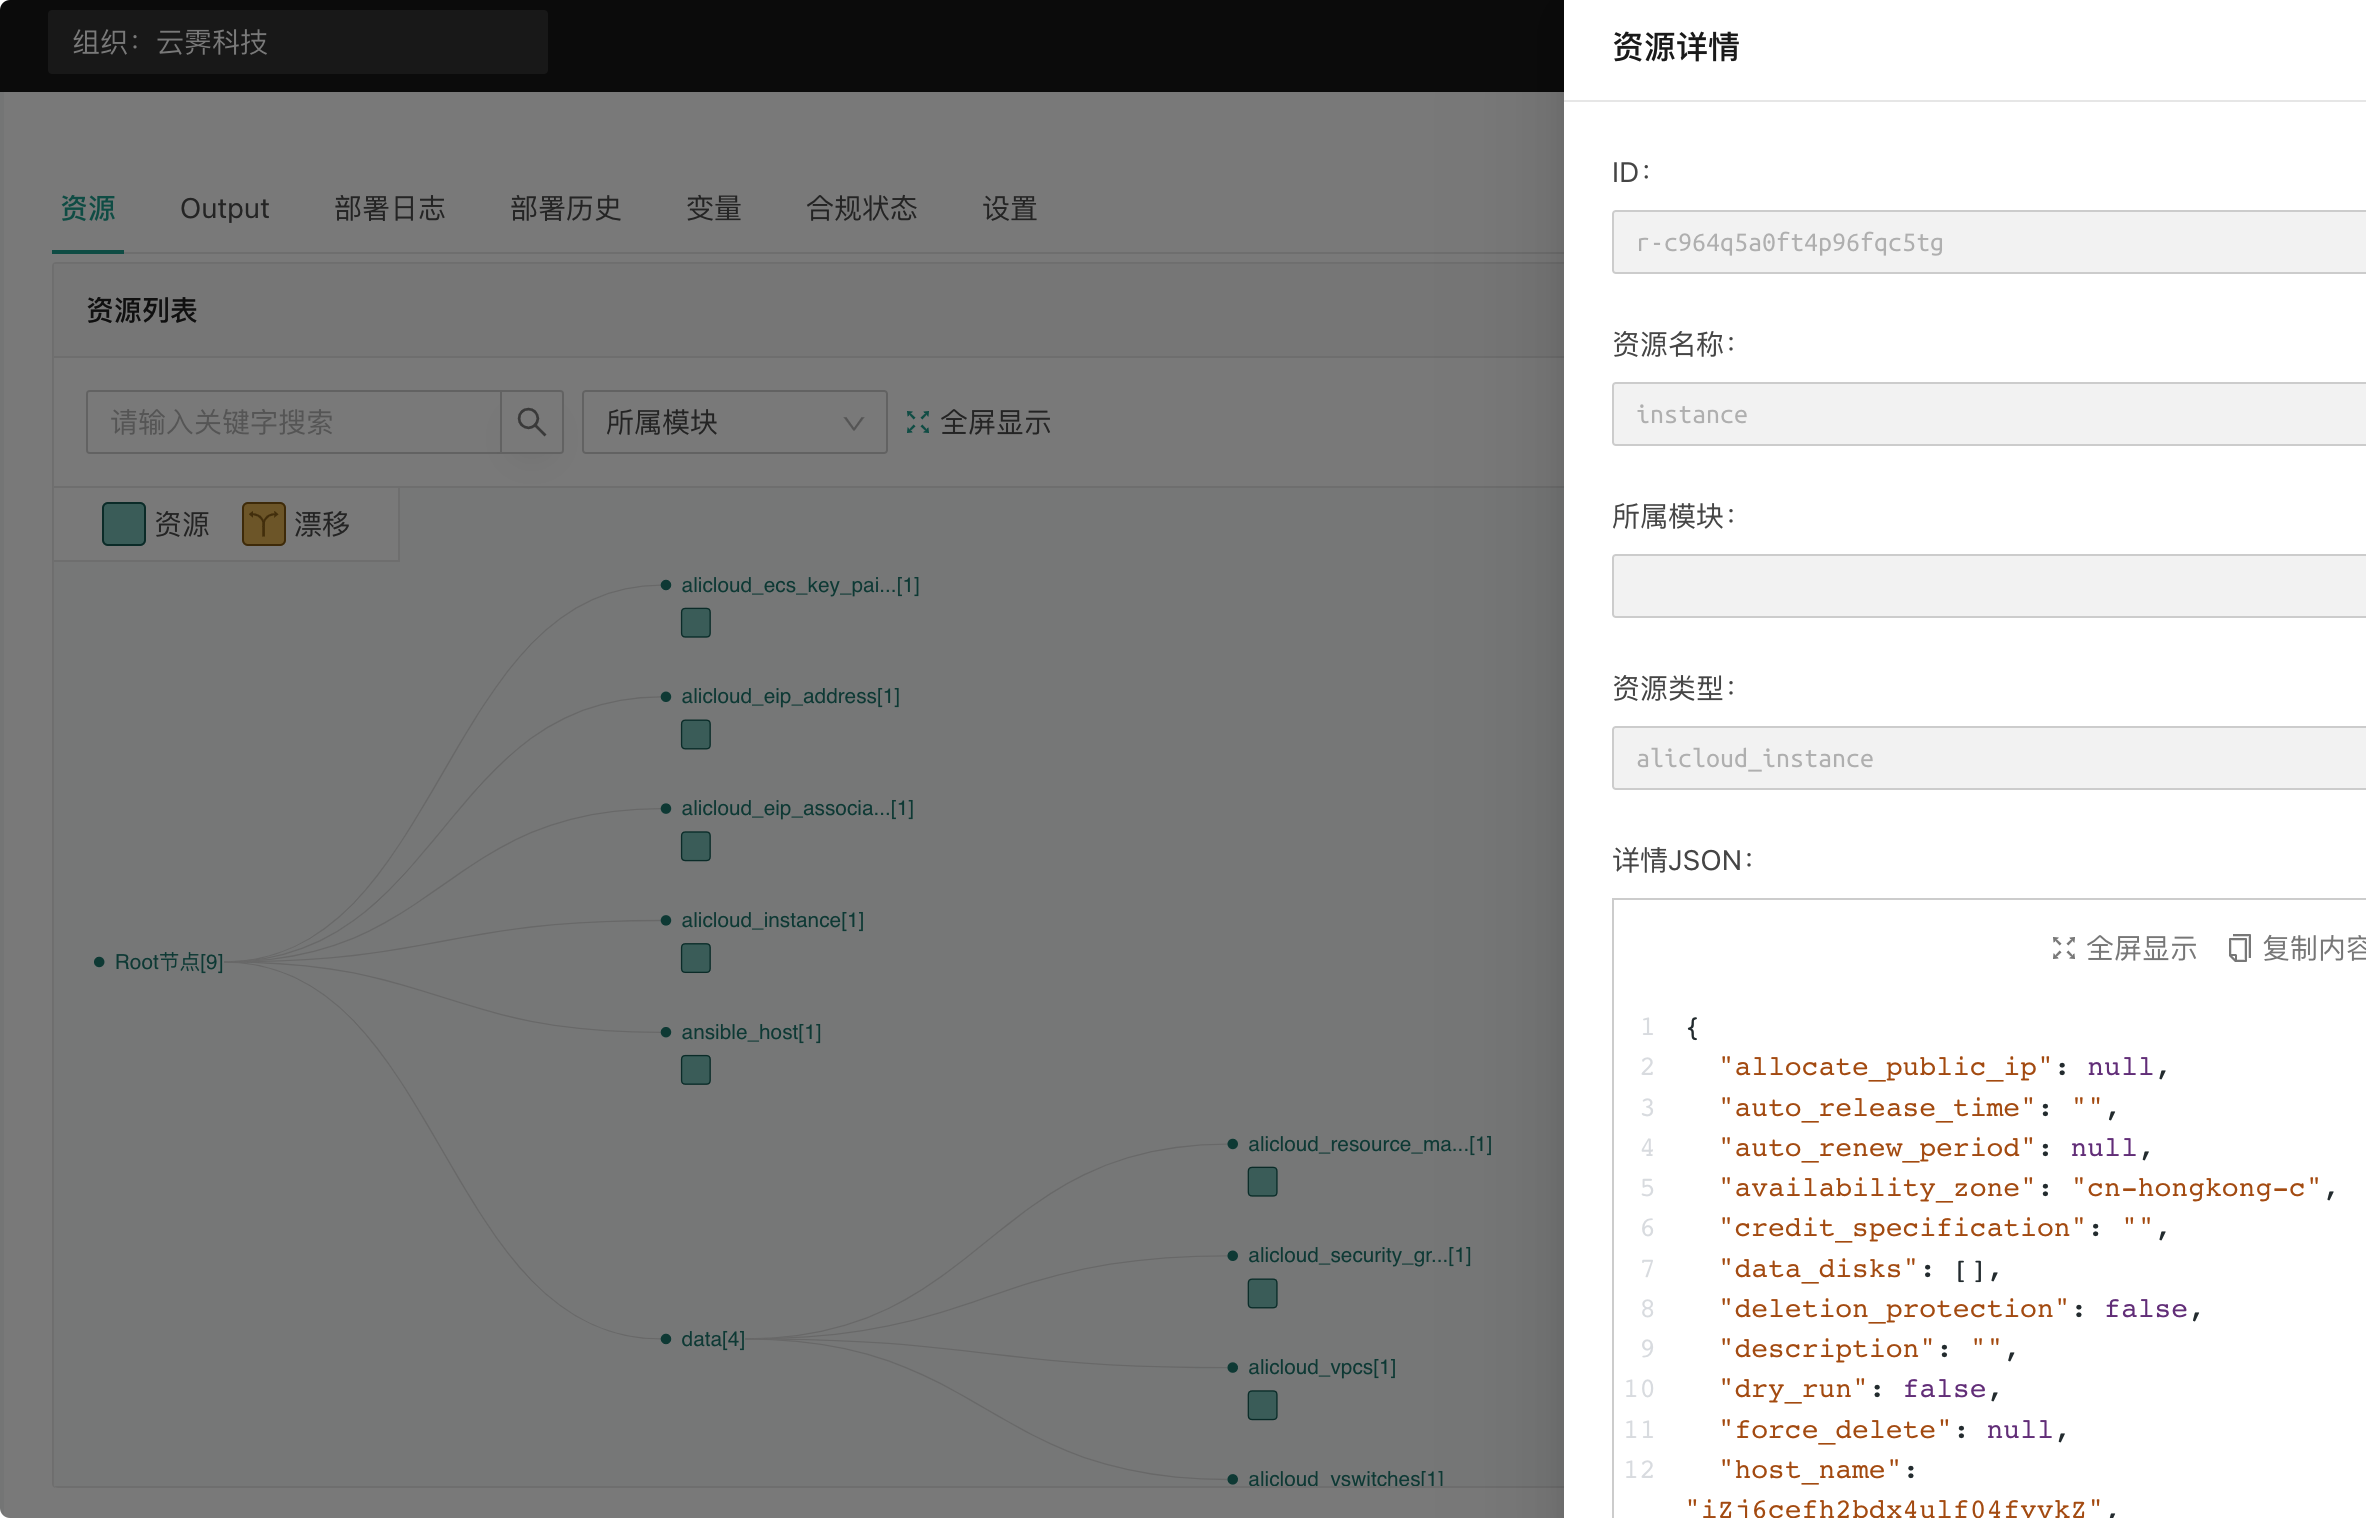 组织：云霁科技
资源 Output 部署日志 部署历史 变量 合规状态 设置
资源列表
请输入关键字搜索 所属模块 全屏显示
资源 漂移
alicloud_ecs_key_pai...[1]
alicloud_eip_address[1]
alicloud_eip_associa...[1]
alicloud_instance[1]
Root节点[9]
ansible_host[1]
alicloud_resource_ma...[1]
alicloud_security_gr...[1]
data[4]
alicloud_vpcs[1]
alicloud_vswitches[1]
资源详情
ID：
r-c964q5a0ft4p96fqc5tg
资源名称：
instance
所属模块：
资源类型：
alicloud_instance
详情JSON：
全屏显示 复制内容
1 {
2 "allocate_public_ip": null,
3 "auto_release_time": "",
4 "auto_renew_period": null,
5 "availability_zone": "cn-hongkong-c",
6 "credit_specification": "",
7 "data_disks": [],
8 "deletion_protection": false,
9 "description": "",
10 "dry_run": false,
11 "force_delete": null,
12 "host_name":
"iZj6cefh2bdx4ulf04fyvkZ",